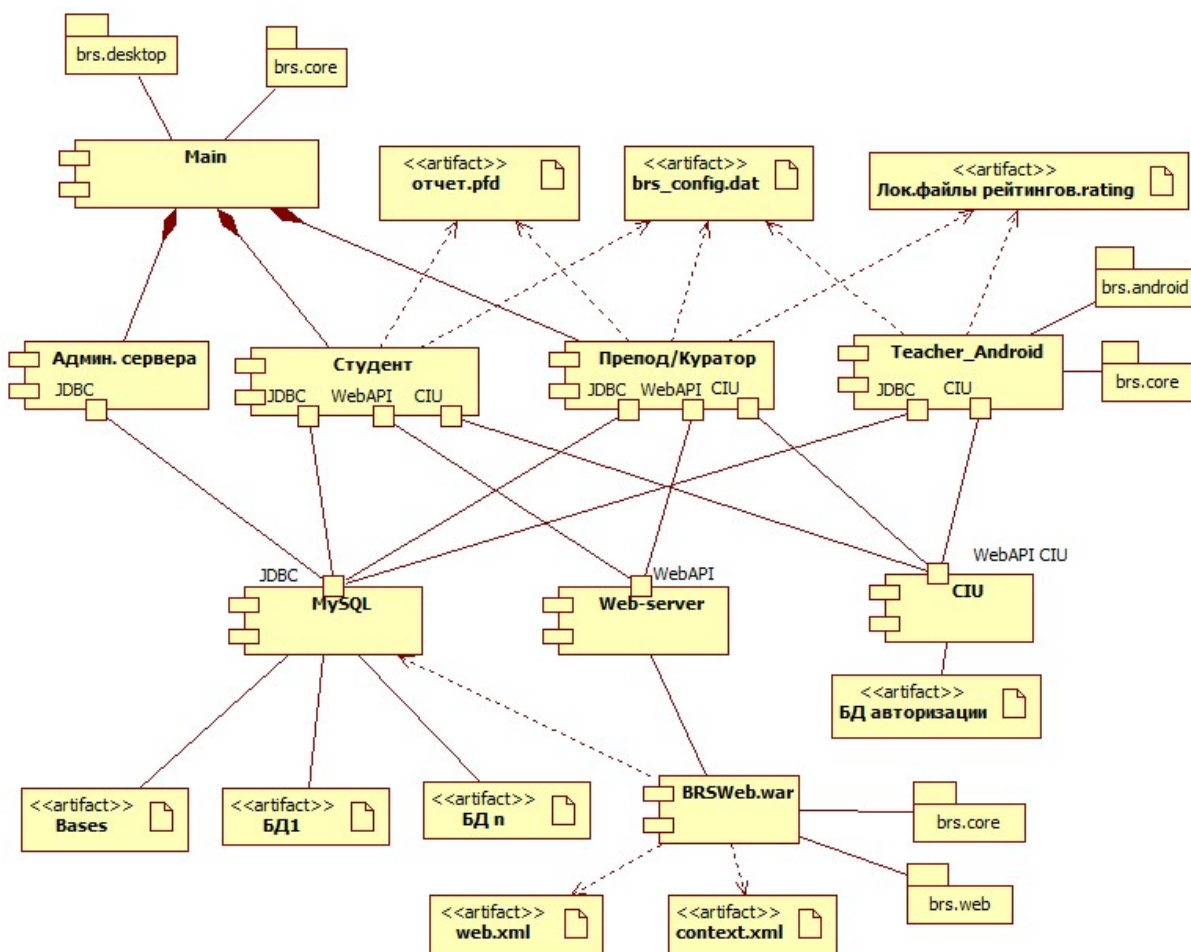 brs.desktop
brs.core
Main
<<artifact>>
отчет.pfd
<<artifact>>
brs_config.dat
<<artifact>>
Лок.файлы рейтингов.rating
brs.android
Админ. сервера
JDBC
Студент
JDBC WebAPI CIU
Препод/Куратор
JDBC WebAPI CIU
Teacher_Android
JDBC CIU
brs.core
JDBC
MySQL
WebAPI
Web-server
WebAPI CIU
CIU
<<artifact>>
БД авторизации
<<artifact>>
Bases
<<artifact>>
БД1
<<artifact>>
БД n
BRSWeb.war
brs.core
brs.web
<<artifact>>
web.xml
<<artifact>>
context.xml